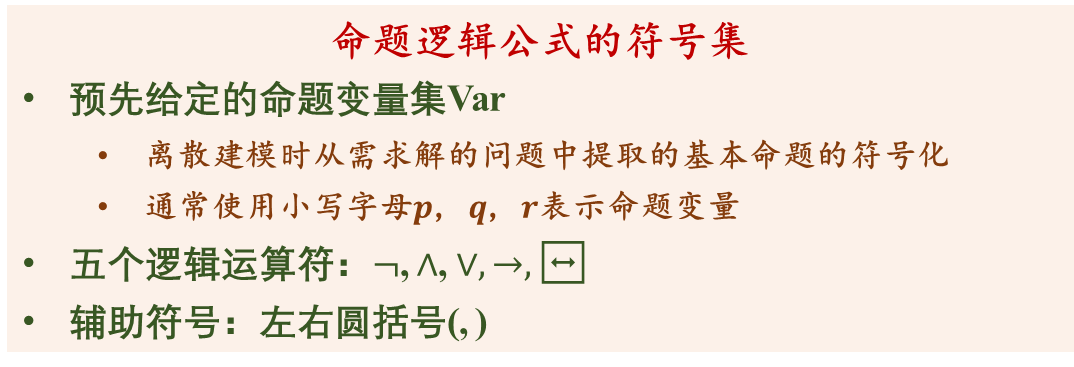 命题逻辑公式的符号集
• 预先给定的命题变量集Var
• 离散建模时从需求解的问题中提取的基本命题的符号化
• 通常使用小写字母p，q，r表示命题变量
• 五个逻辑运算符：¬, ∧, ∨, →, ↔
• 辅助符号：左右圆括号(, )